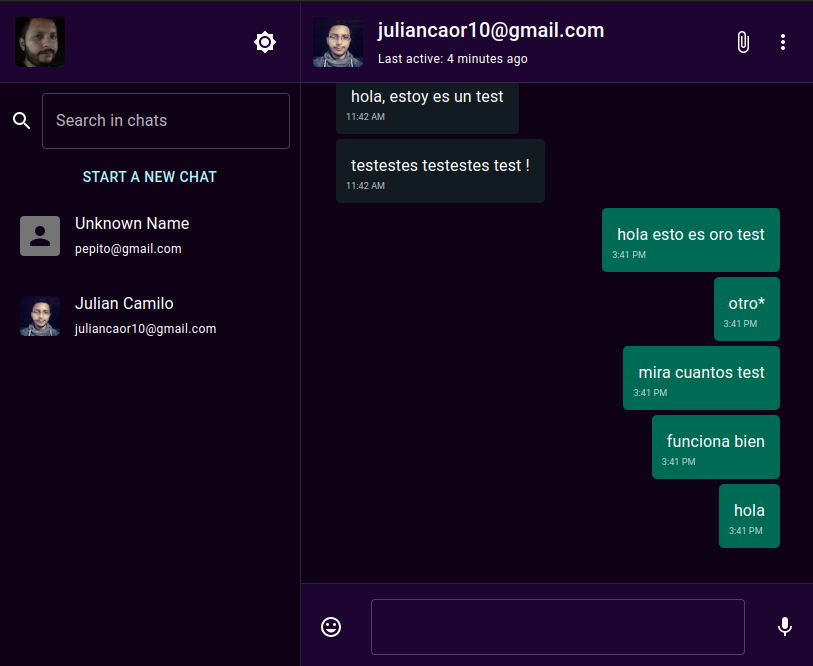 Search in chats
START A NEW CHAT
Unknown Name
pepito@gmail.com
Julian Camilo
juliancaor10@gmail.com
juliancaor10@gmail.com
Last active: 4 minutes ago
hola, estoy es un test
11:42 AM
testestes testestes test !
11:42 AM
hola esto es oro test
3:41 PM
otro*
3:41 PM
mira cuantos test
3:41 PM
funciona bien
3:41 PM
hola
3:41 PM